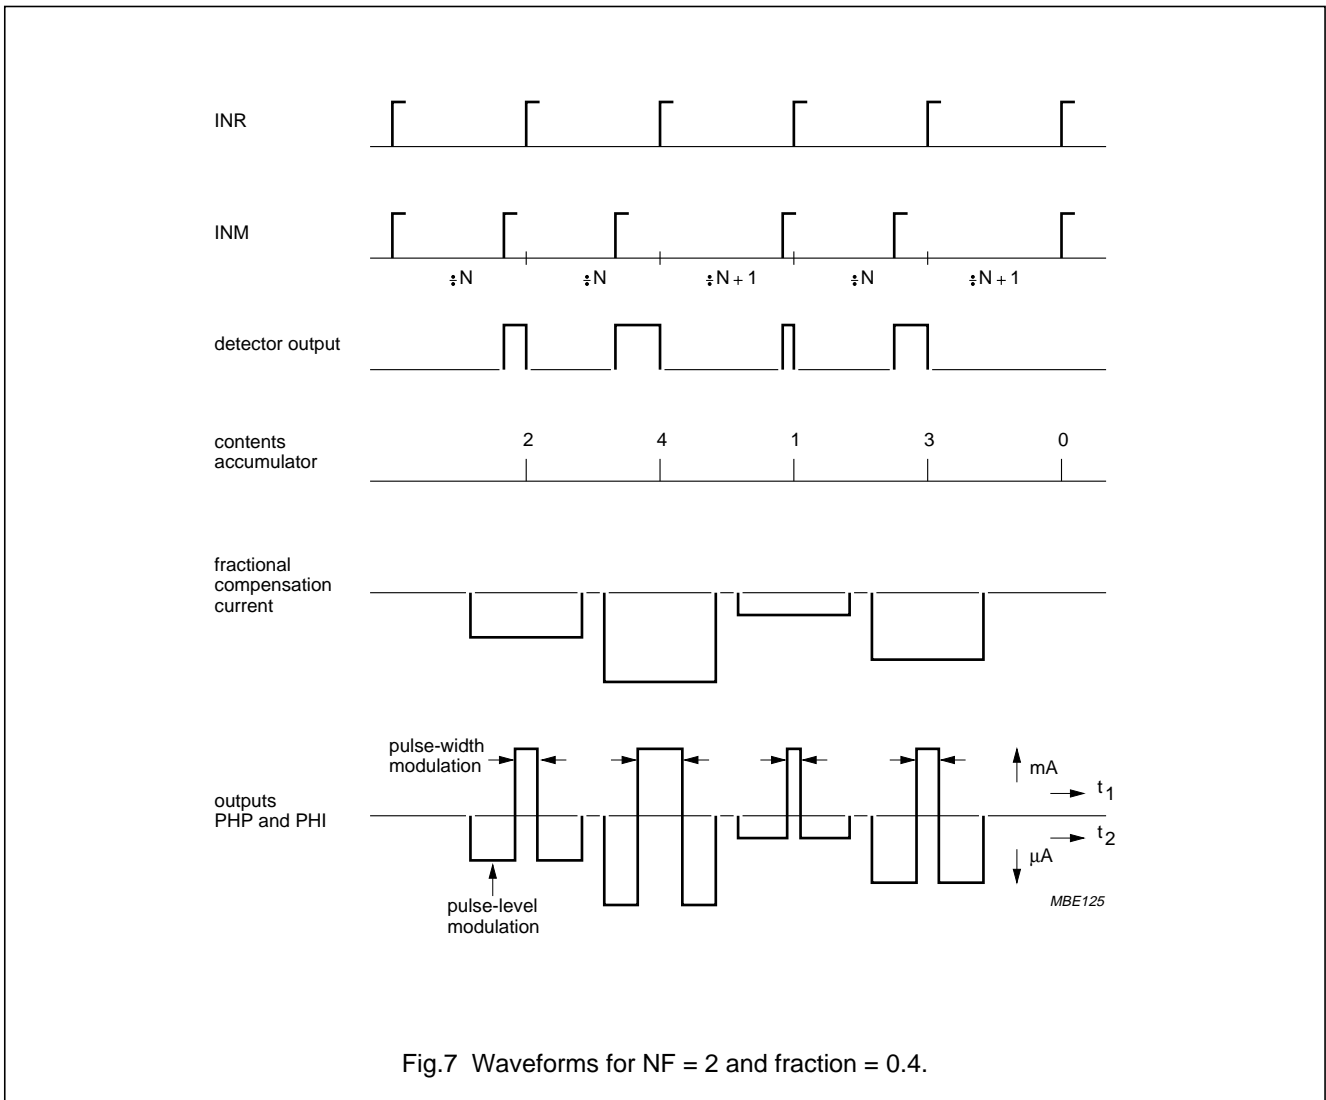 INR
INM
÷N ÷N ÷N + 1 ÷N ÷N + 1
detector output
contents
accumulator
2 4 1 3 0
fractional
compensation
current
pulse-width
modulation
mA
t1
outputs
PHP and PHI
t2
μA
pulse-level
modulation
MBE125
Fig.7 Waveforms for NF = 2 and fraction = 0.4.